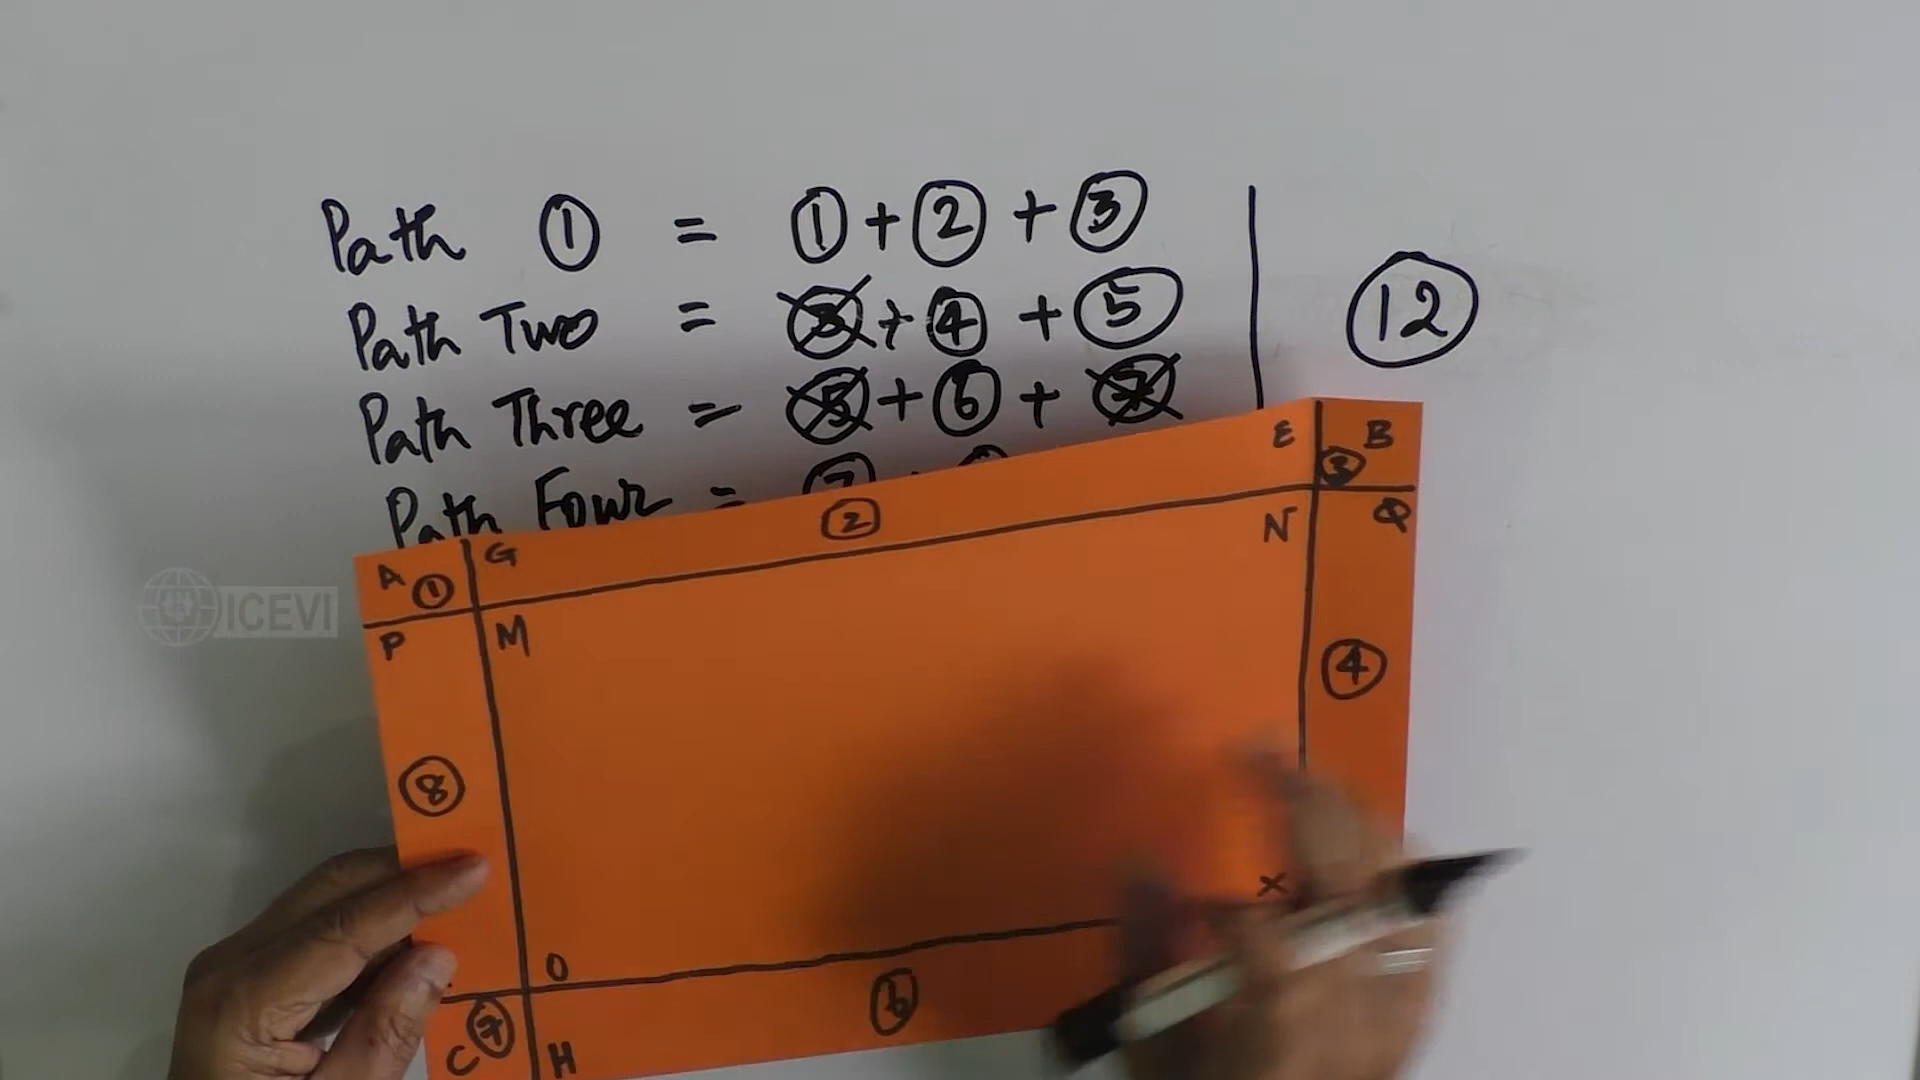 Path ① = ① + ② + ③
Path Two = ③ + ④ + ⑤
Path Three = ⑤ + ⑥ + ⑦
Path Four = ⑦
⑫
A ① G ② E ③ B
P M N Q
⑧ ④
O X
C ⑦ H ⑥
ICEVI